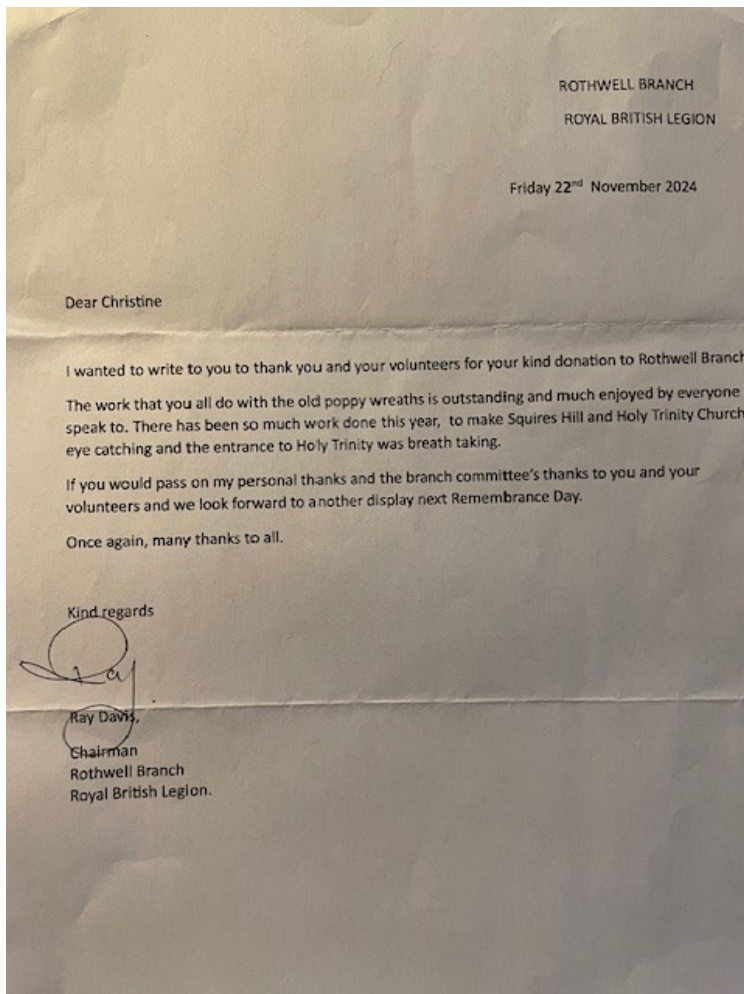 ROTHWELL BRANCH
ROYAL BRITISH LEGION
Friday 22nd November 2024
Dear Christine
I wanted to write to you to thank you and your volunteers for your kind donation to Rothwell Branch
The work that you all do with the old poppy wreaths is outstanding and much enjoyed by everyone
speak to. There has been so much work done this year, to make Squires Hill and Holy Trinity Church
eye catching and the entrance to Holy Trinity was breath taking.
If you would pass on my personal thanks and the branch committee's thanks to you and your
volunteers and we look forward to another display next Remembrance Day.
Once again, many thanks to all.
Kind regards
Ray
Ray Davis,
Chairman
Rothwell Branch
Royal British Legion.